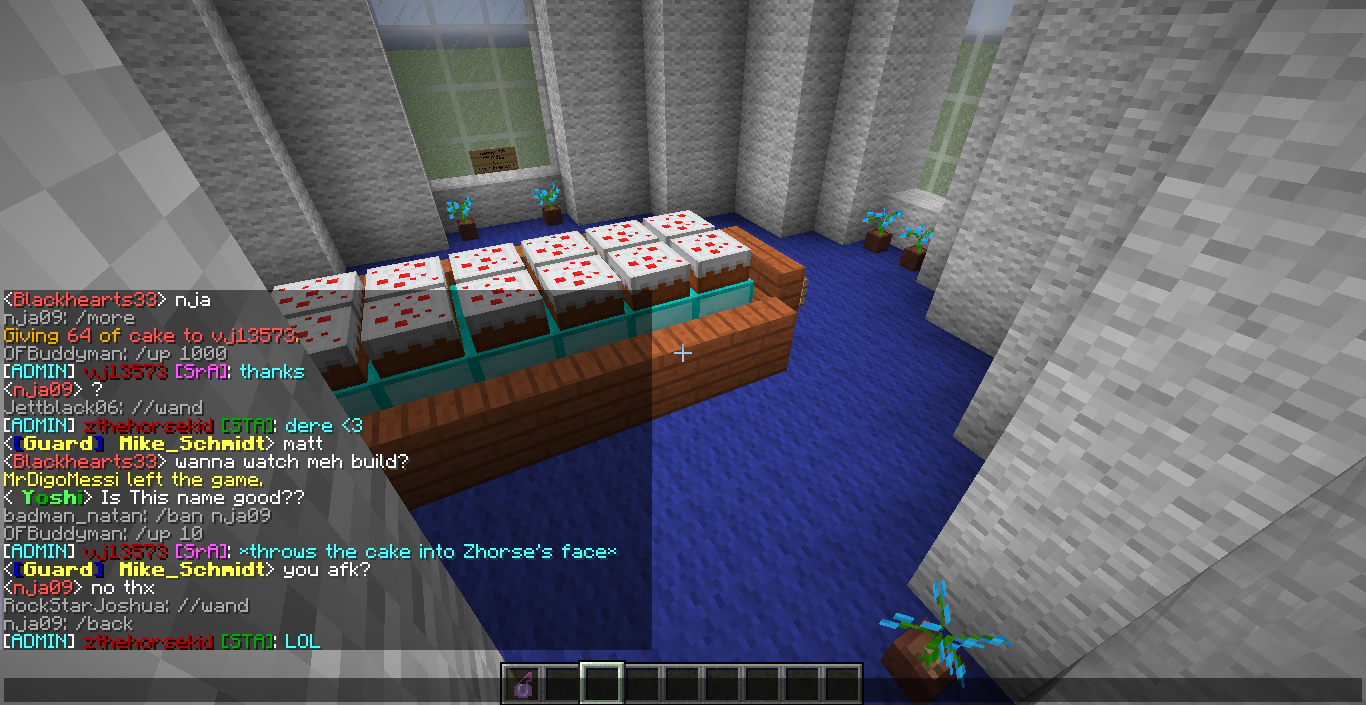 <Blackhearts33> nja
nja09: /more
Giving 64 of cake to vj13573.
OFBuddyman: /up 1000
[ADMIN] vj13573 [SrA]: thanks
<nja09> ?
Jettblack06: //wand
[ADMIN] zthehorsekid [STA]: dere <3
<[Guard] Mike_Schmidt> matt
<Blackhearts33> wanna watch meh build?
MrDigoMessi left the game.
< Yoshi> Is This name good??
badman_natan: /ban nja09
OFBuddyman: /up 10
[ADMIN] vj13573 [SrA]: *throws the cake into Zhorse's face*
<[Guard] Mike_Schmidt> you afk?
<nja09> no thx
RockStarJoshua: //wand
nja09: /back
[ADMIN] zthehorsekid [STA]: LOL